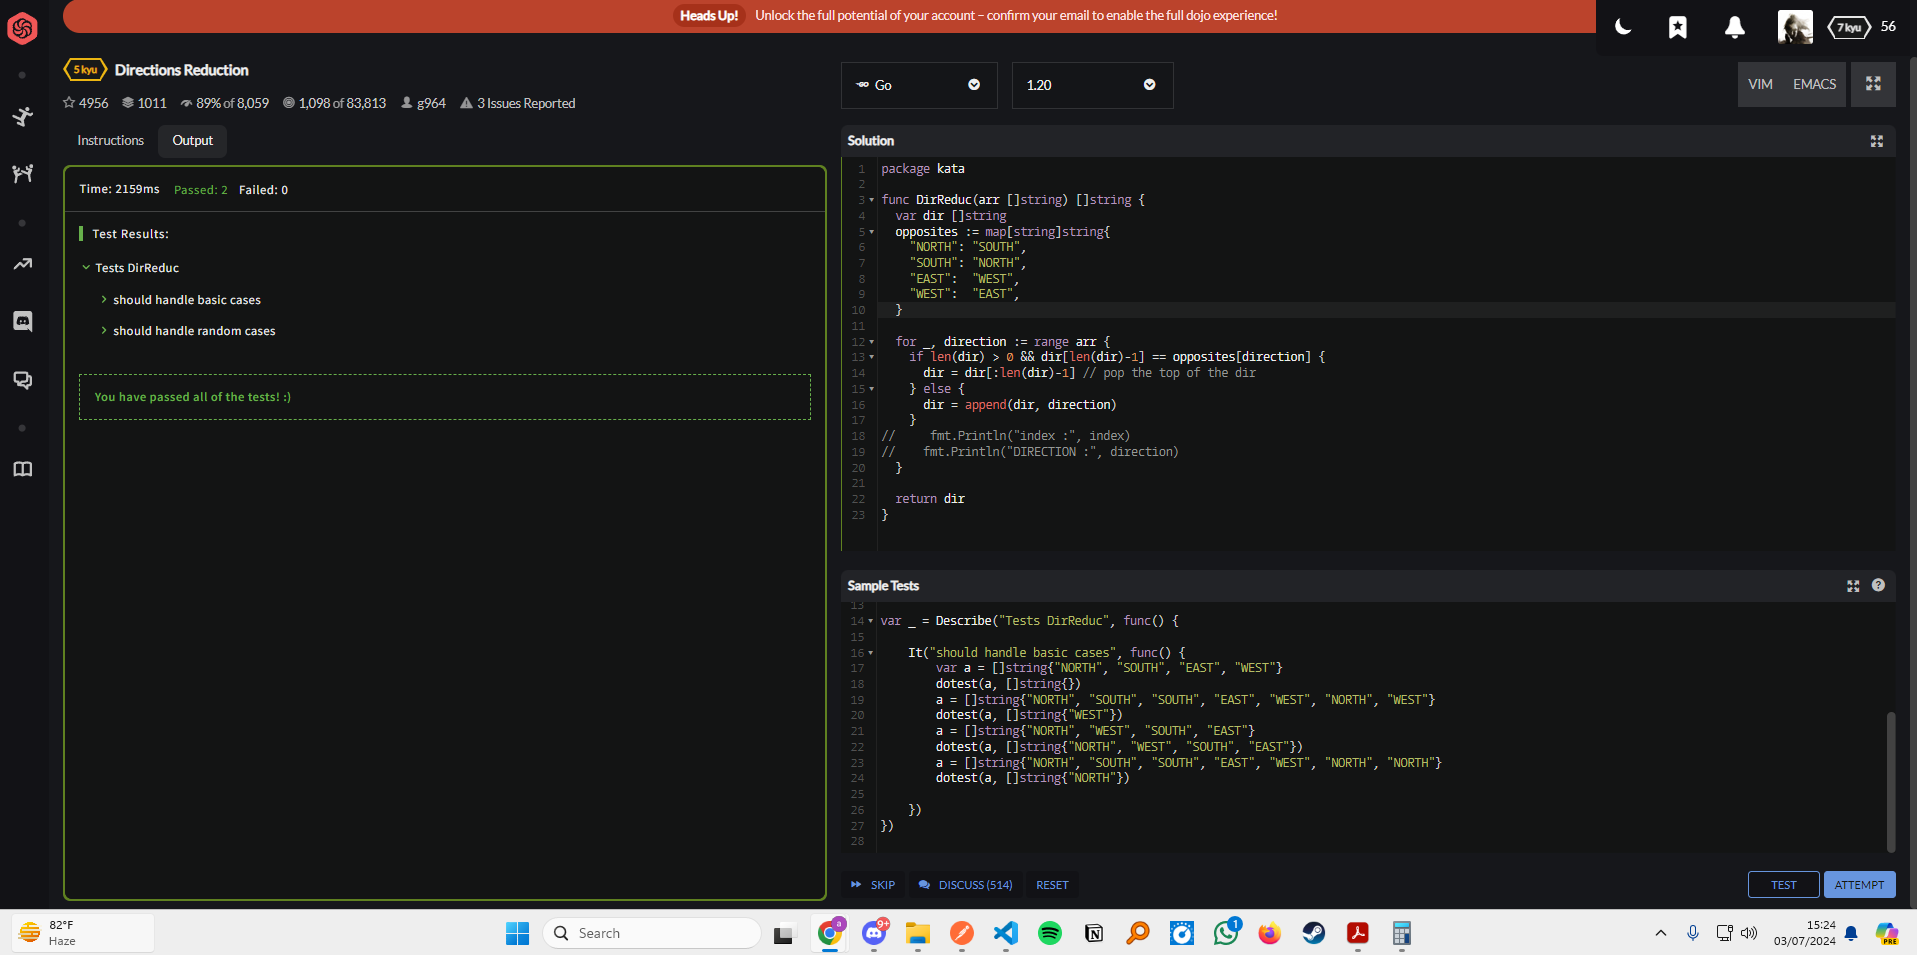 Heads Up! Unlock the full potential of your account – confirm your email to enable the full dojo experience!
7 kyu 56
5 kyu Directions Reduction
4956 1011 89% of 8,059 1,098 of 83,813 g964 3 Issues Reported
Instructions Output
Time: 2159ms Passed: 2 Failed: 0
Test Results:
Tests DirReduc
should handle basic cases
should handle random cases
You have passed all of the tests! :)
Go 1.20 VIM EMACS
Solution
1 package kata
2
3 func DirReduc(arr []string) []string {
4   var dir []string
5   opposites := map[string]string{
6     "NORTH": "SOUTH",
7     "SOUTH": "NORTH",
8     "EAST":  "WEST",
9     "WEST":  "EAST",
10   }
11
12   for _, direction := range arr {
13     if len(dir) > 0 && dir[len(dir)-1] == opposites[direction] {
14       dir = dir[:len(dir)-1] // pop the top of the dir
15     } else {
16       dir = append(dir, direction)
17     }
18 //     fmt.Println("index :", index)
19 //    fmt.Println("DIRECTION :", direction)
20   }
21
22   return dir
23 }
Sample Tests
13
14 var _ = Describe("Tests DirReduc", func() {
15
16     It("should handle basic cases", func() {
17         var a = []string{"NORTH", "SOUTH", "EAST", "WEST"}
18         dotest(a, []string{})
19         a = []string{"NORTH", "SOUTH", "SOUTH", "EAST", "WEST", "NORTH", "WEST"}
20         dotest(a, []string{"WEST"})
21         a = []string{"NORTH", "WEST", "SOUTH", "EAST"}
22         dotest(a, []string{"NORTH", "WEST", "SOUTH", "EAST"})
23         a = []string{"NORTH", "SOUTH", "SOUTH", "EAST", "WEST", "NORTH", "NORTH"}
24         dotest(a, []string{"NORTH"})
25
26     })
27 })
28
SKIP DISCUSS (514) RESET TEST ATTEMPT
82°F
Haze
Search
a
9+
1
15:24
03/07/2024
PRE